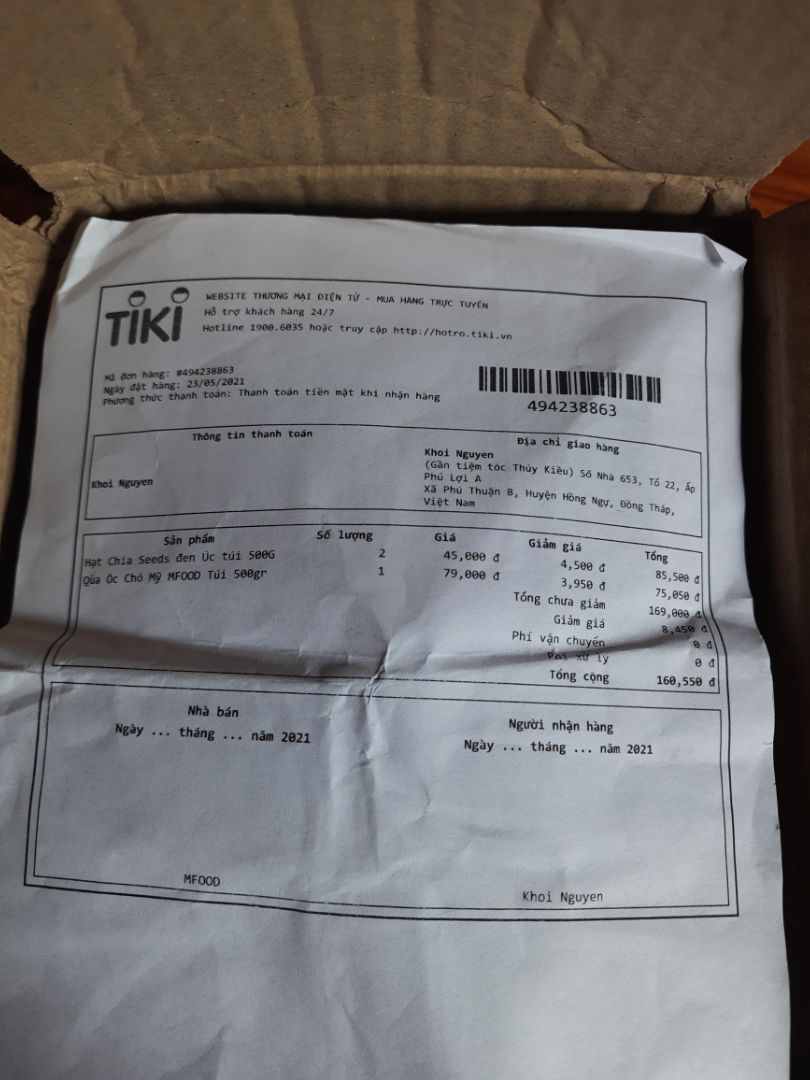 TIKI
WEBSITE THƯƠNG MẠI ĐIỆN TỬ - MUA HÀNG TRỰC TUYẾN
Hỗ trợ khách hàng 24/7
Hotline 1900.6035 hoặc truy cập http://hotro.tiki.vn
Mã đơn hàng: #494238863
Ngày đặt hàng: 23/05/2021
Phương thức thanh toán: Thanh toán tiền mặt khi nhận hàng
494238863
Thông tin thanh toán
Khoi Nguyen
Địa chỉ giao hàng
Khoi Nguyen
(Gần tiệm tóc Thúy Kiều) Số Nhà 653, Tổ 22, Ấp
Phú Lợi A
Xã Phú Thuận B, Huyện Hồng Ngự, Đồng Tháp,
Việt Nam
Sản phẩm Số lượng Giá Giảm giá Tổng
Hạt Chia Seeds đen Úc túi 500G 2 45,000 đ 4,500 đ 85,500 đ
Qủa Óc Chó Mỹ MFOOD Túi 500gr 1 79,000 đ 3,950 đ 75,050 đ
Tổng chưa giảm 169,000 đ
Giảm giá 8,450 đ
Phí vận chuyển 0 đ
Phí xử lý 0 đ
Tổng cộng 160,550 đ
Nhà bán
Ngày ... tháng ... năm 2021
MFOOD
Người nhận hàng
Ngày ... tháng ... năm 2021
Khoi Nguyen